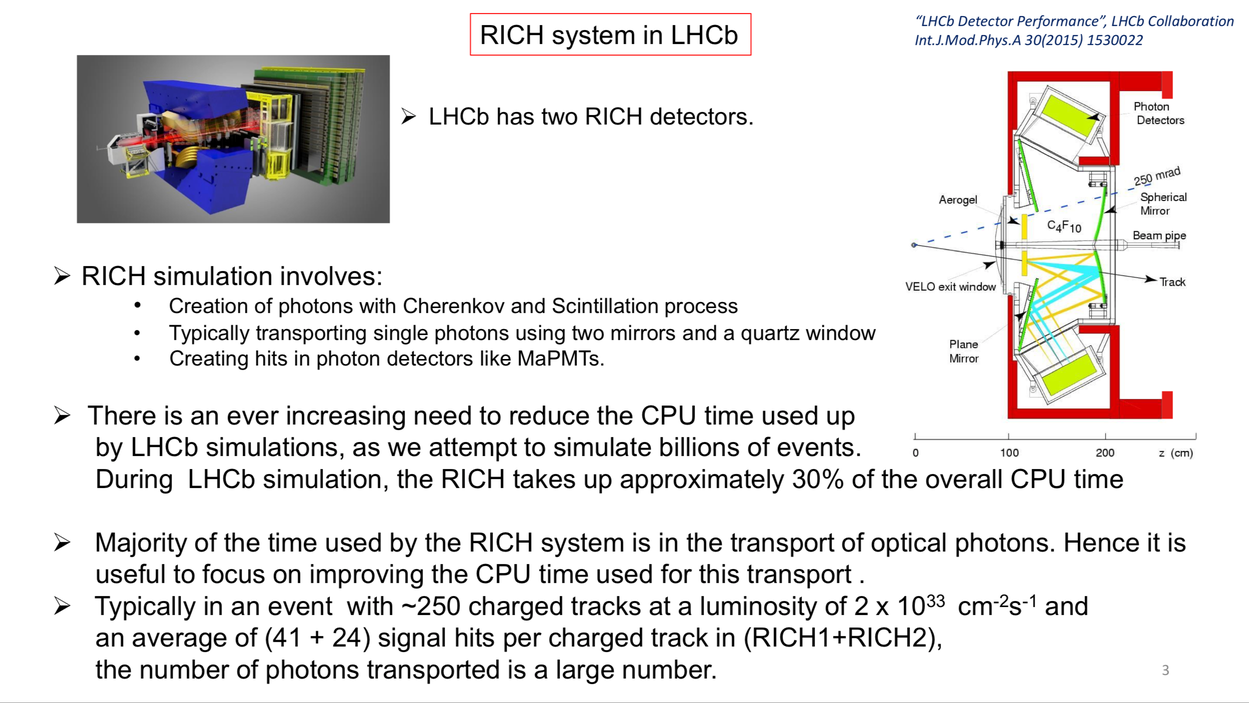 RICH system in LHCb
“LHCb Detector Performance”, LHCb Collaboration
Int.J.Mod.Phys.A 30(2015) 1530022
➢ LHCb has two RICH detectors.
Photon
Detectors
250 mrad
Aerogel
Spherical
Mirror
C₄F₁₀
Beam pipe
VELO exit window
Track
Plane
Mirror
0 100 200 z (cm)
➢ RICH simulation involves:
• Creation of photons with Cherenkov and Scintillation process
• Typically transporting single photons using two mirrors and a quartz window
• Creating hits in photon detectors like MaPMTs.
➢ There is an ever increasing need to reduce the CPU time used up
by LHCb simulations, as we attempt to simulate billions of events.
During LHCb simulation, the RICH takes up approximately 30% of the overall CPU time
➢ Majority of the time used by the RICH system is in the transport of optical photons. Hence it is
useful to focus on improving the CPU time used for this transport .
➢ Typically in an event with ~250 charged tracks at a luminosity of 2 x 10³³ cm⁻²s⁻¹ and
an average of (41 + 24) signal hits per charged track in (RICH1+RICH2),
the number of photons transported is a large number.
3